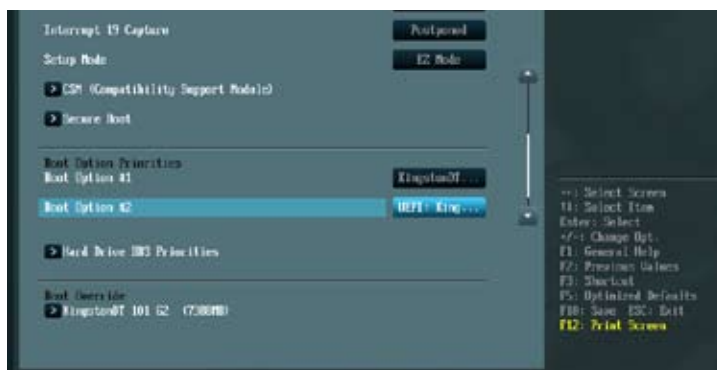 Interrupt 19 Capture
Postponed
Setup Mode
EZ Mode
> CSM (Compatibility Support Module)
> Secure Boot
Boot Option Priorities
Boot Option #1
KingstonDT...
Boot Option #2
UEFI: King...
> Hard Drive BBS Priorities
Boot Override
> KingstonDT 101 G2 (7388MB)
→←: Select Screen
↑↓: Select Item
Enter: Select
+/-: Change Opt.
F1: General Help
F2: Previous Values
F3: Shortcut
F5: Optimized Defaults
F10: Save ESC: Exit
F12: Print Screen